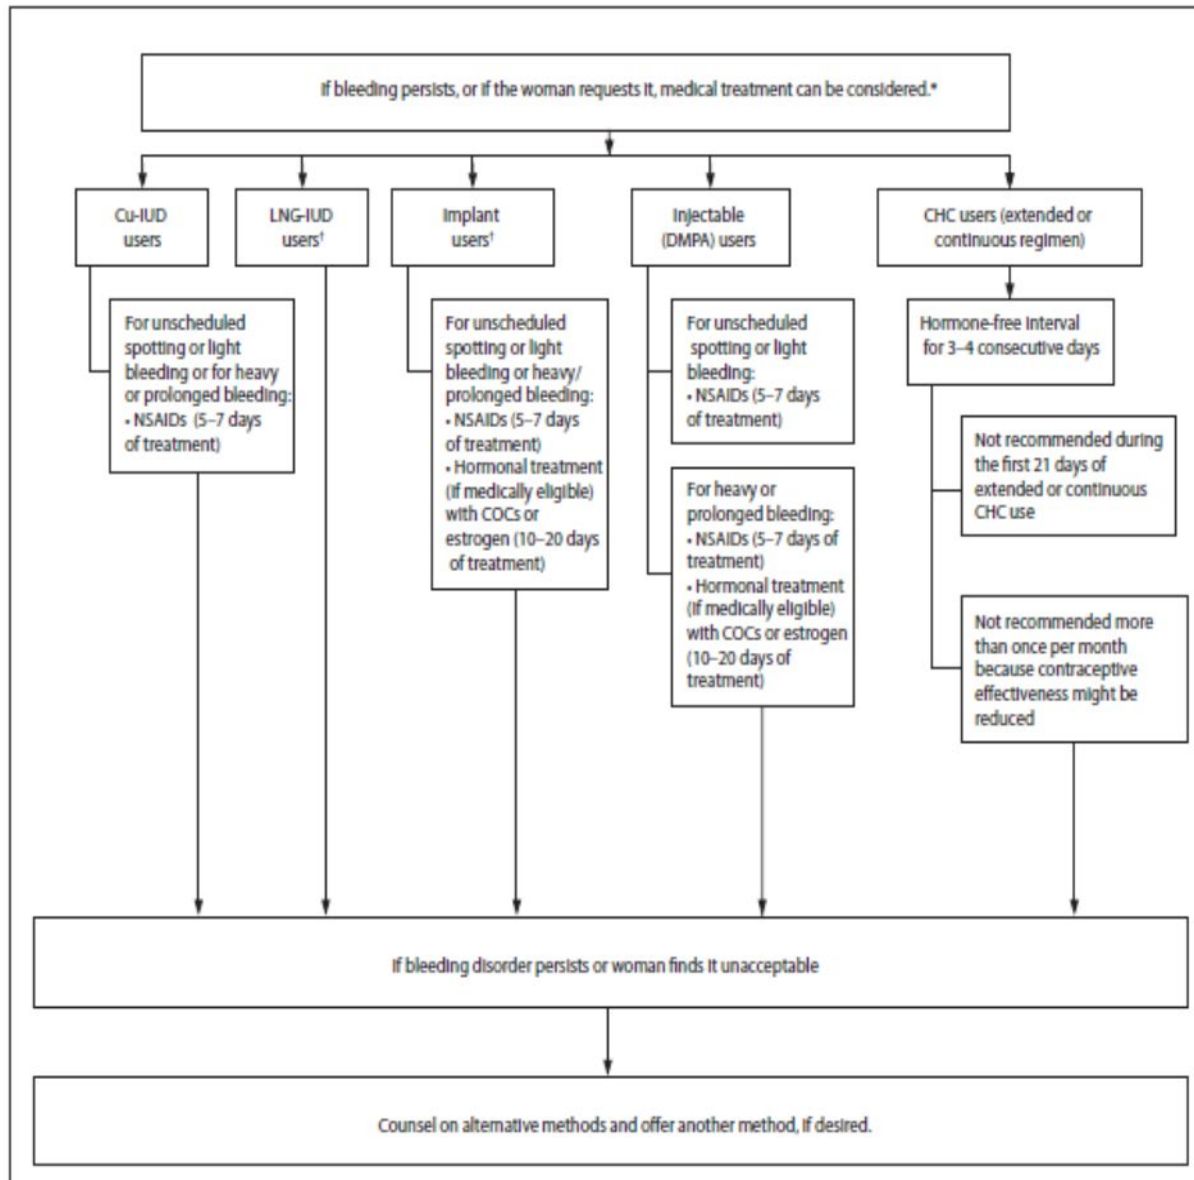 If bleeding persists, or if the woman requests it, medical treatment can be considered.*
Cu-IUD
users
LNG-IUD
users†
Implant
users†
Injectable
(DMPA) users
CHC users (extended or
continuous regimen)
For unscheduled
spotting or light
bleeding or for heavy
or prolonged bleeding:
• NSAIDs (5–7 days
of treatment)
For unscheduled
spotting or light
bleeding or heavy/
prolonged bleeding:
• NSAIDs (5–7 days
of treatment)
• Hormonal treatment
(if medically eligible)
with COCs or
estrogen (10–20 days
of treatment)
For unscheduled
spotting or light
bleeding:
• NSAIDs (5–7 days
of treatment)
For heavy or
prolonged bleeding:
• NSAIDs (5–7 days of
treatment)
• Hormonal treatment
(if medically eligible)
with COCs or estrogen
(10–20 days of
treatment)
Hormone-free interval
for 3–4 consecutive days
Not recommended during
the first 21 days of
extended or continuous
CHC use
Not recommended more
than once per month
because contraceptive
effectiveness might be
reduced
If bleeding disorder persists or woman finds it unacceptable
Counsel on alternative methods and offer another method, if desired.